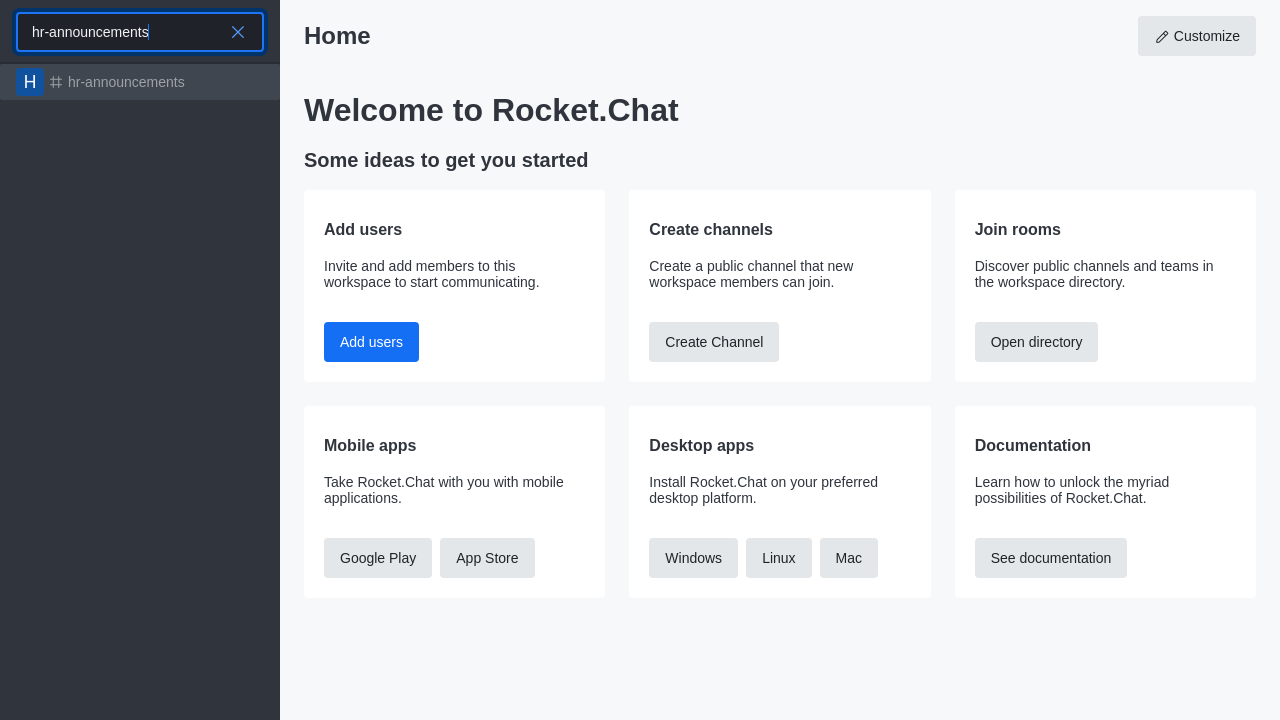 hr-announcements
H hr-announcements
Home
Customize
Welcome to Rocket.Chat
Some ideas to get you started
Add users
Invite and add members to this
workspace to start communicating.
Add users
Create channels
Create a public channel that new
workspace members can join.
Create Channel
Join rooms
Discover public channels and teams in
the workspace directory.
Open directory
Mobile apps
Take Rocket.Chat with you with mobile
applications.
Google Play App Store
Desktop apps
Install Rocket.Chat on your preferred
desktop platform.
Windows Linux Mac
Documentation
Learn how to unlock the myriad
possibilities of Rocket.Chat.
See documentation